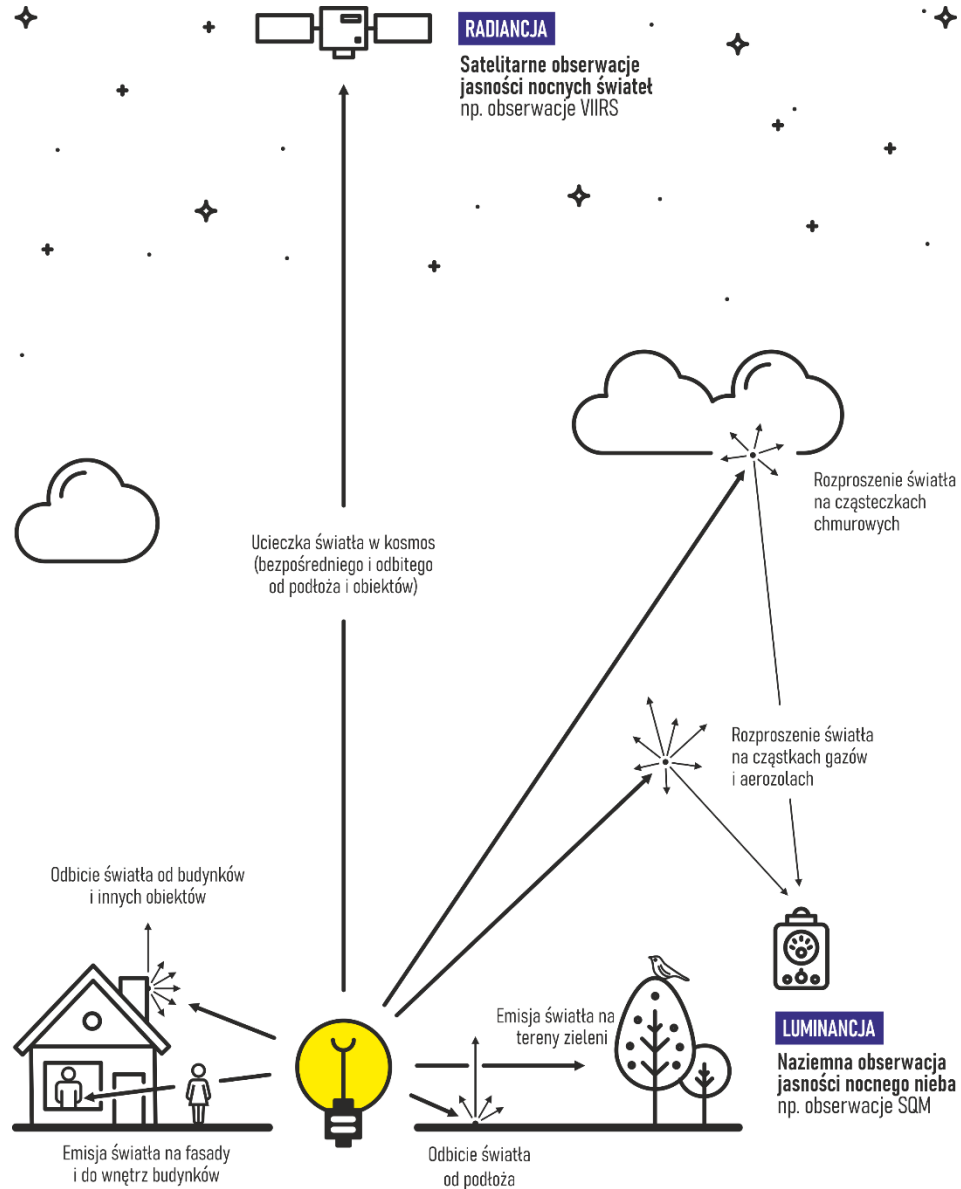 RADIANCJA
Satelitarne obserwacje
jasności nocnych świateł
np. obserwacje VIIRS
Rozproszenie światła
na cząsteczkach
chmurowych
Ucieczka światła w kosmos
(bezpośredniego i odbitego
od podłoża i obiektów)
Rozproszenie światła
na cząstkach gazów
i aerozolach
Odbicie światła od budynków
i innych obiektów
Emisja światła na
tereny zieleni
LUMINANCJA
Naziemna obserwacja
jasności nocnego nieba
np. obserwacje SQM
Emisja światła na fasady
i do wnętrz budynków
Odbicie światła
od podłoża